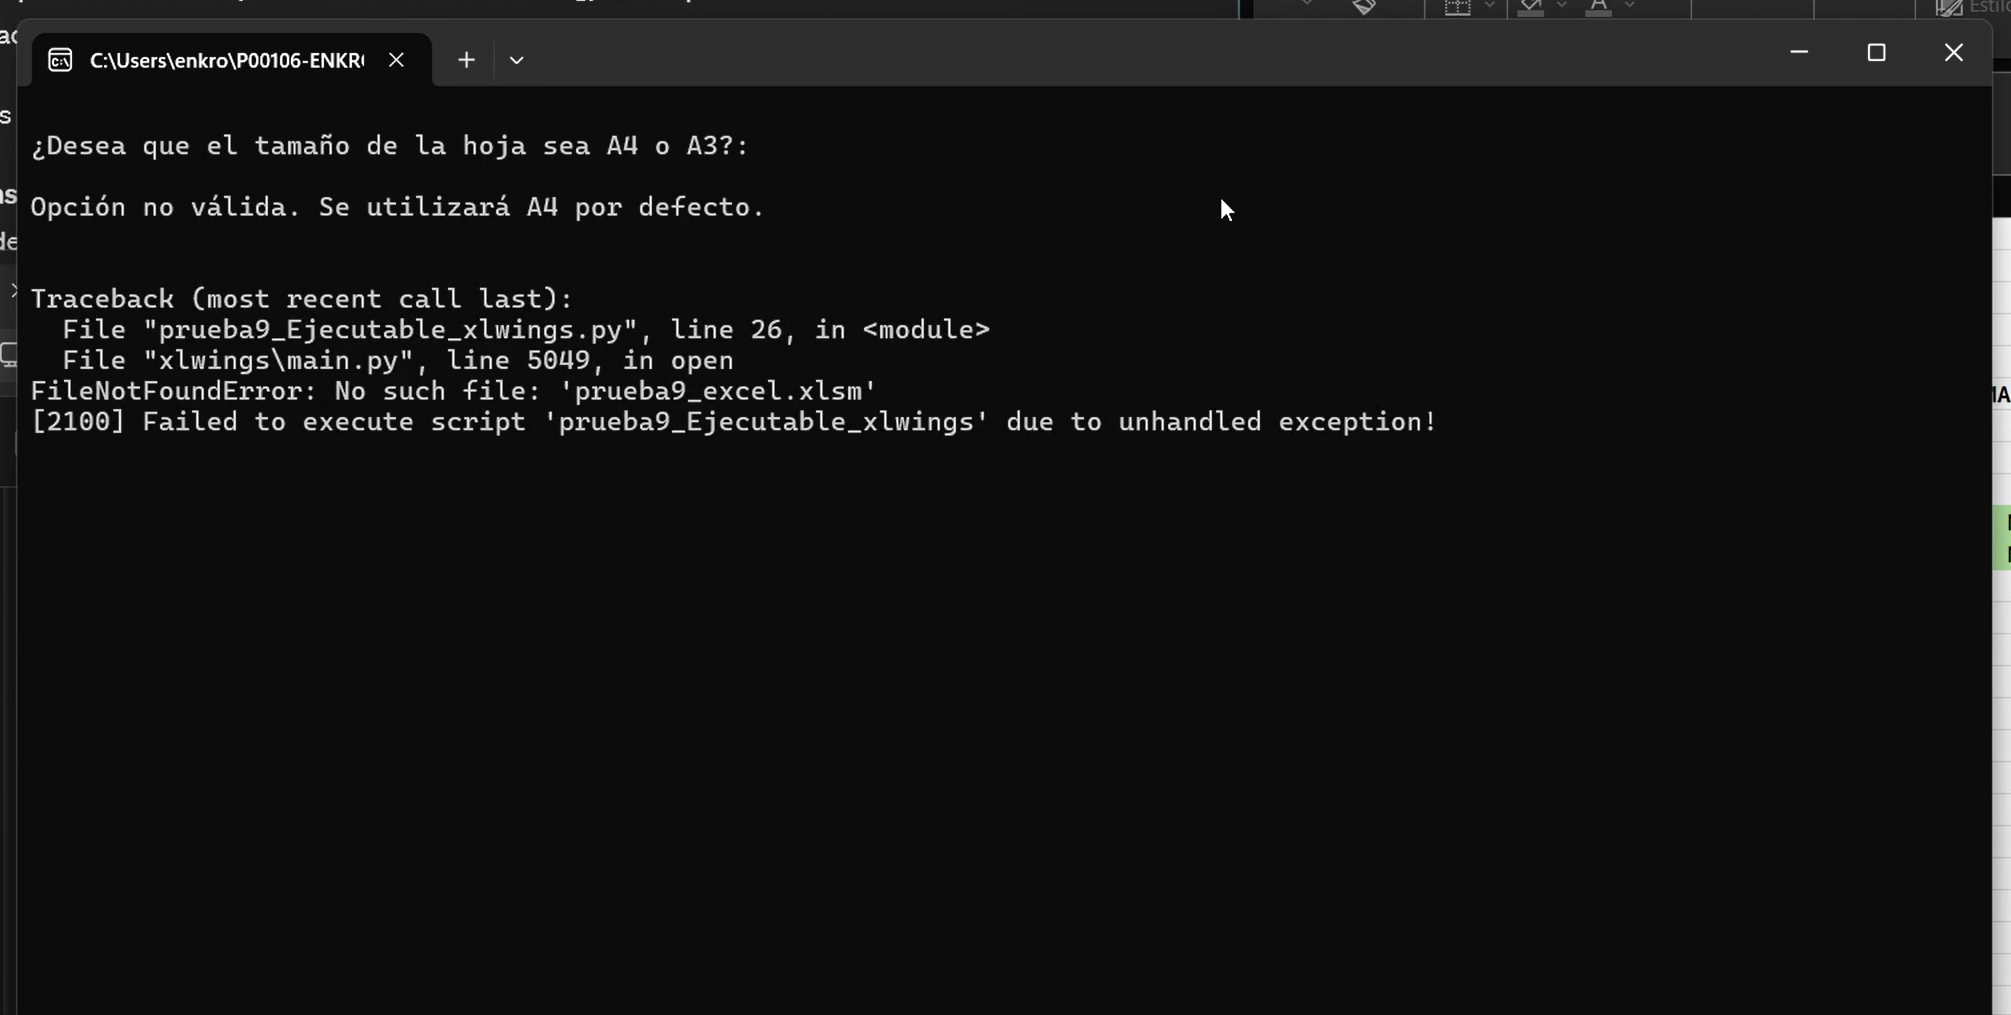 Estilo
C:\Users\enkro\P00106-ENKR
¿Desea que el tamaño de la hoja sea A4 o A3?:
Opción no válida. Se utilizará A4 por defecto.
Traceback (most recent call last):
  File "prueba9_Ejecutable_xlwings.py", line 26, in <module>
  File "xlwings\main.py", line 5049, in open
FileNotFoundError: No such file: 'prueba9_excel.xlsm'
[2100] Failed to execute script 'prueba9_Ejecutable_xlwings' due to unhandled exception!